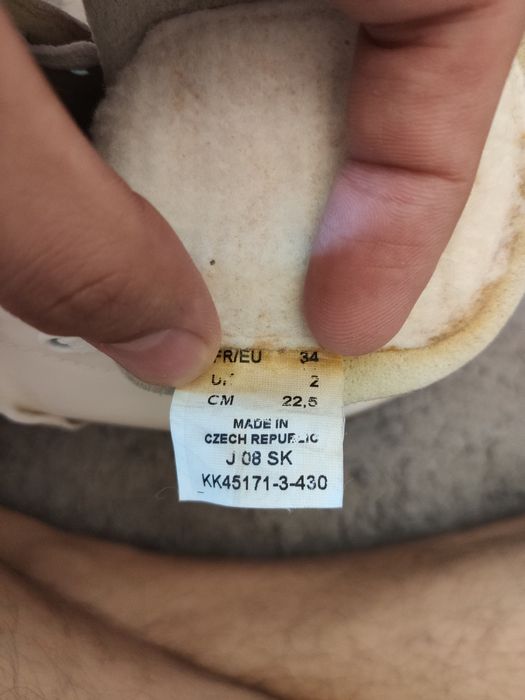 FR/EU 34
2
CM 22,5
MADE IN
CZECH REPUBLIC
J 08 SK
KK45171-3-430